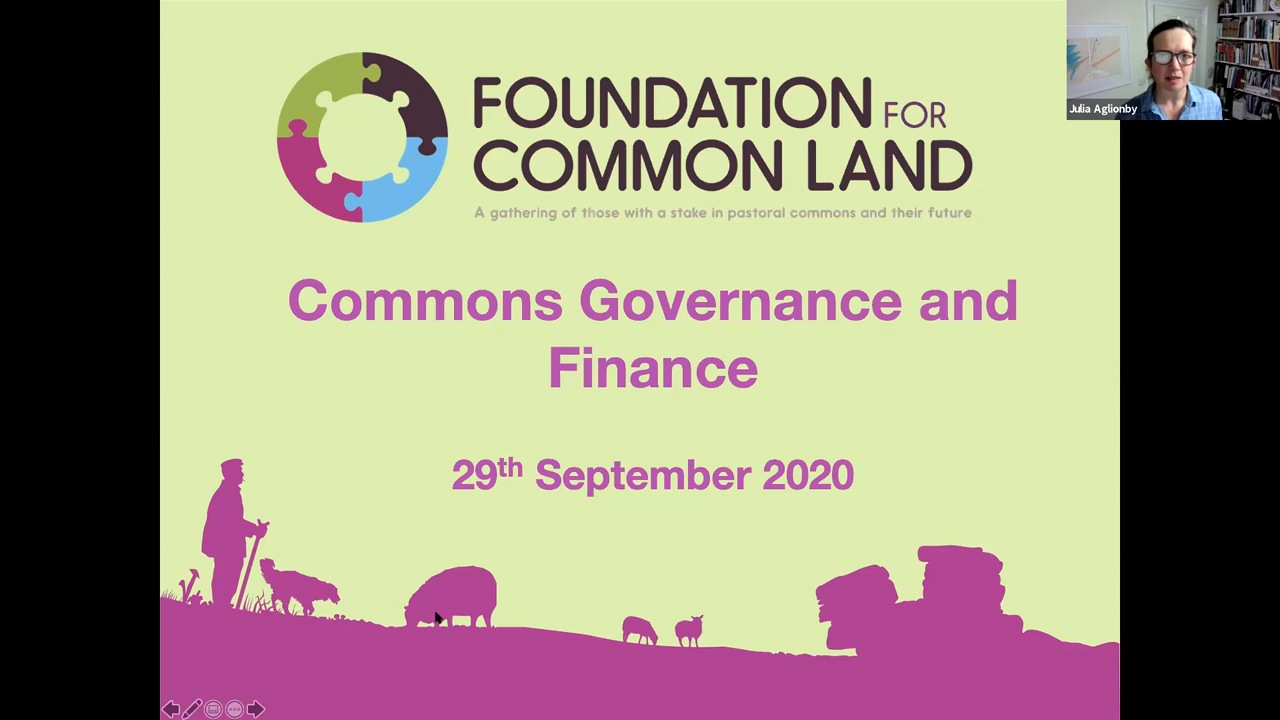 FOUNDATION FOR
COMMON LAND
A gathering of those with a stake in pastoral commons and their future
Commons Governance and
Finance
29th September 2020
Julia Aglionby